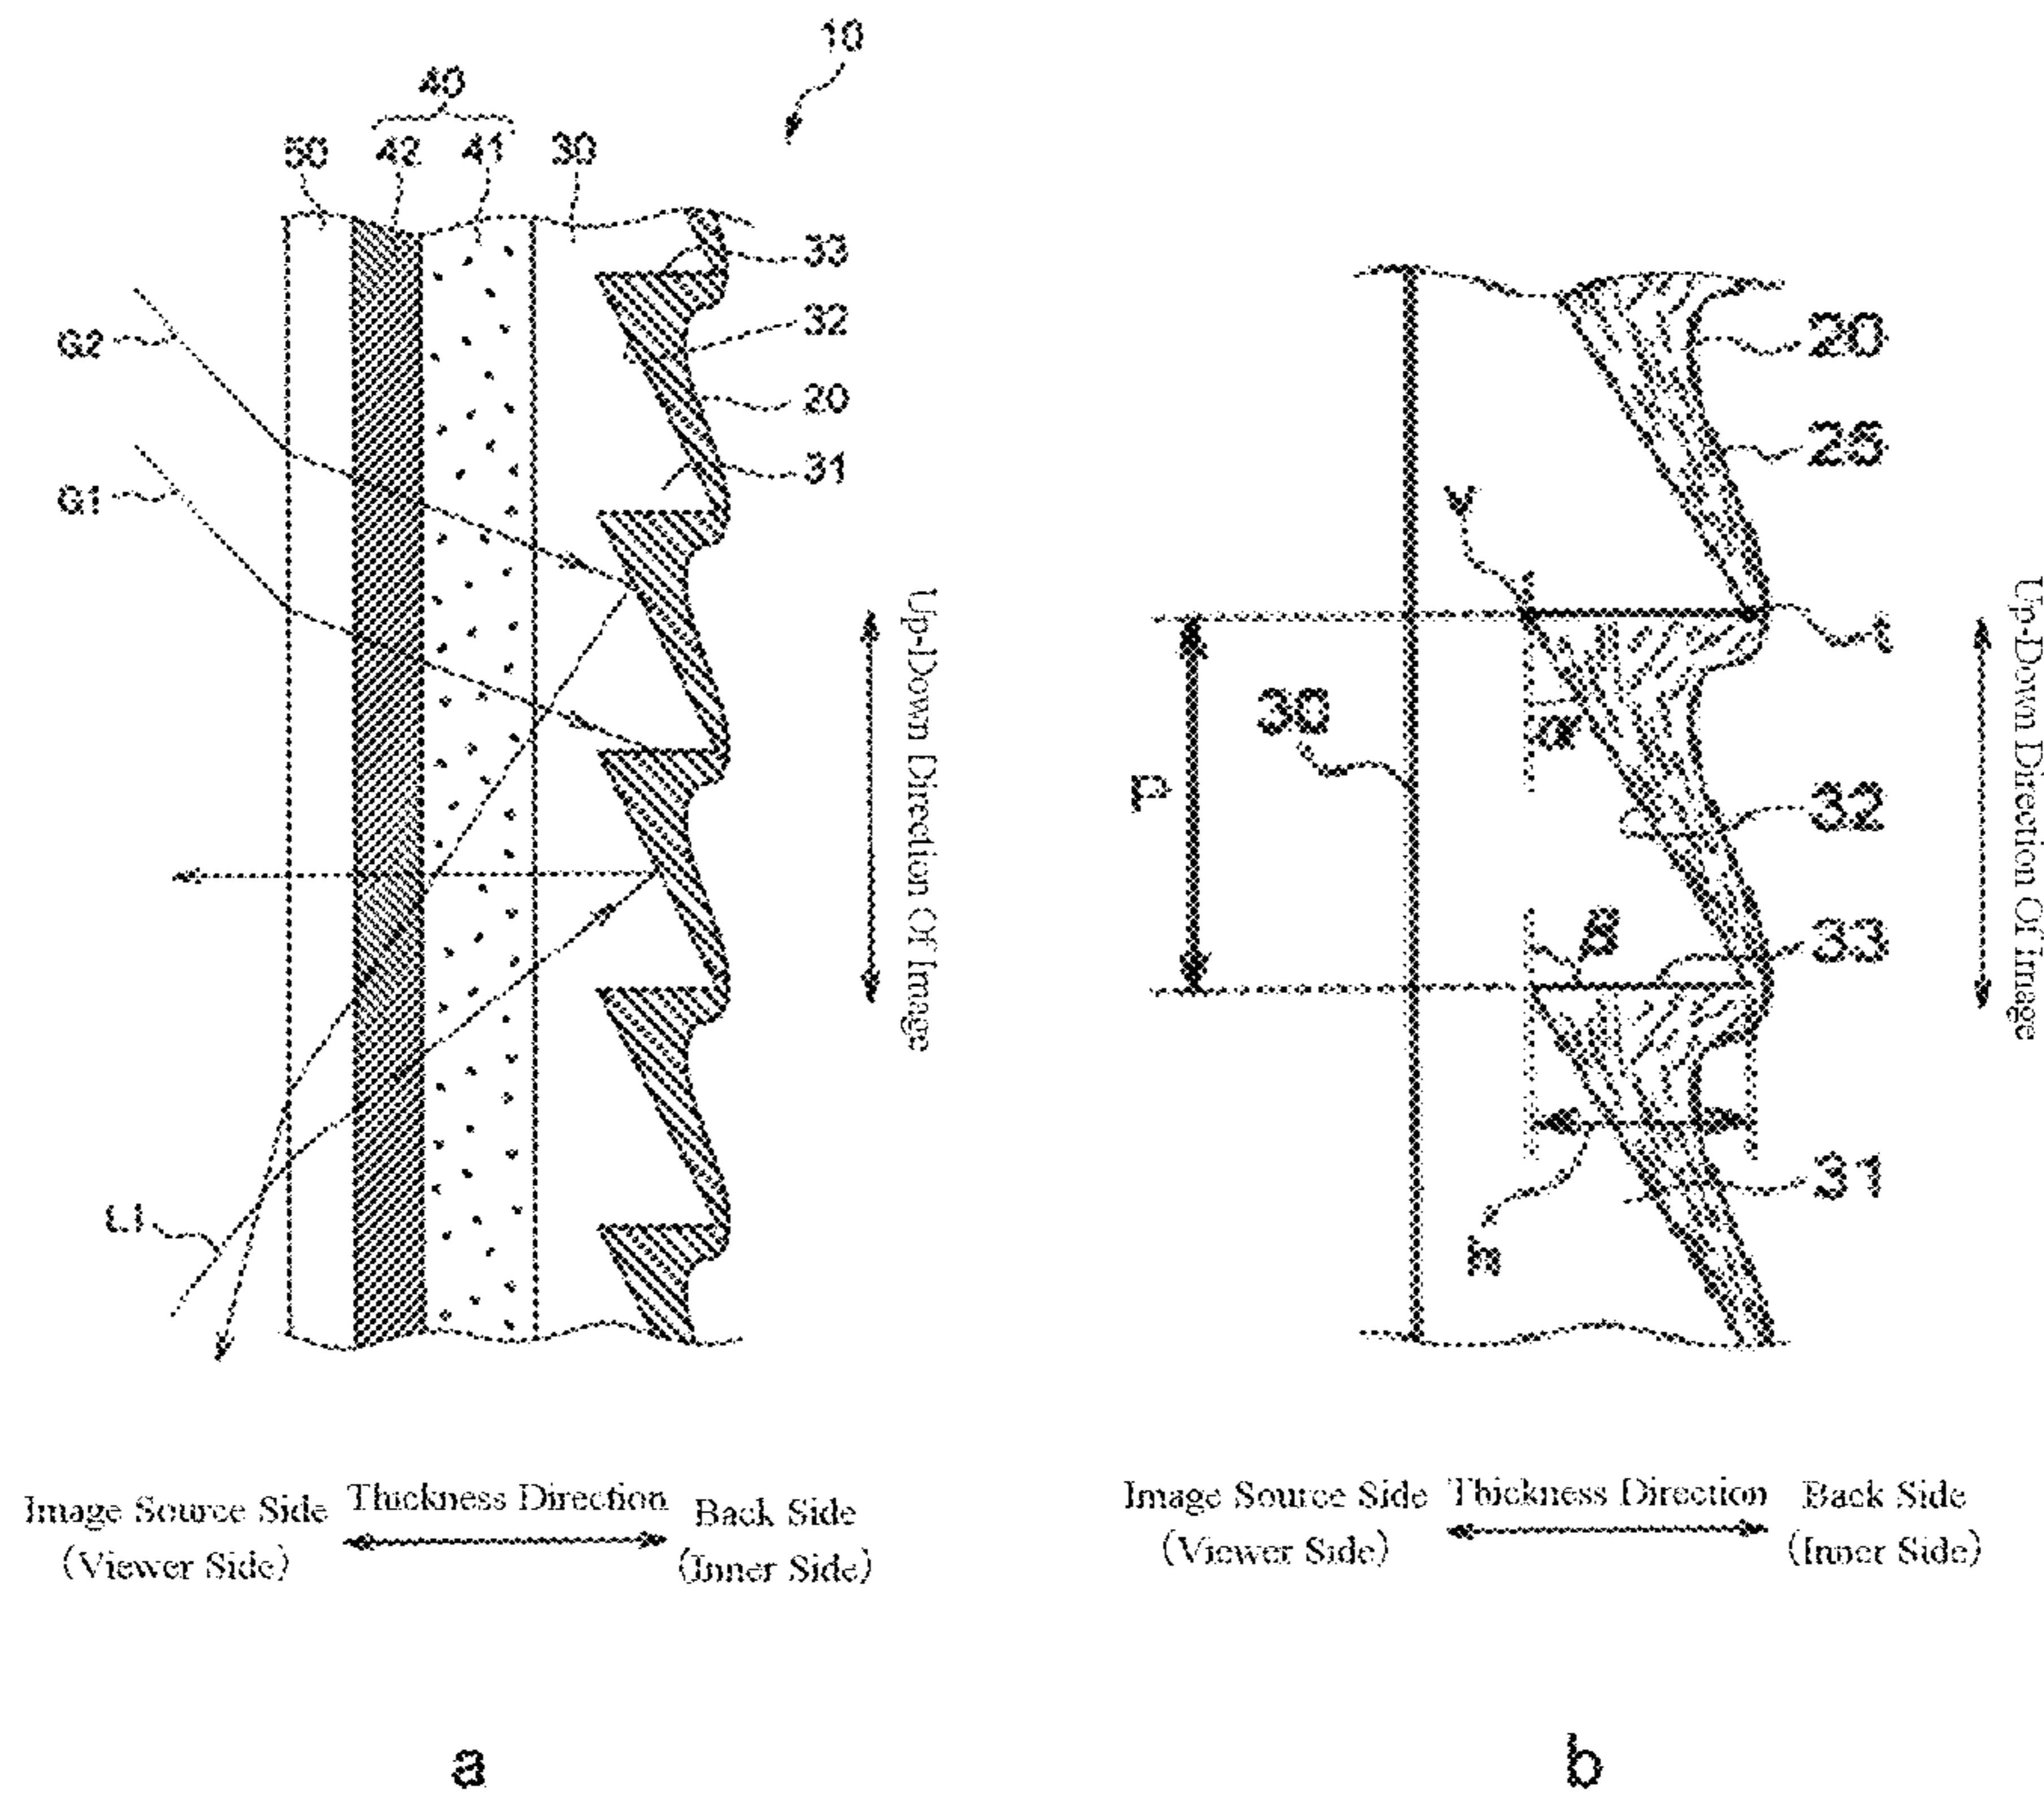 10
40
50 42 41 30
33
32
20
31
G2
G1
L1
Up-Down Direction Of Image
Image Source Side
(Viewer Side)
Thickness Direction
Back Side
(Inner Side)
a
20
25
v
t
α
30
P
32
β
33
31
h
Up-Down Direction Of Image
Image Source Side
(Viewer Side)
Thickness Direction
Back Side
(Inner Side)
b